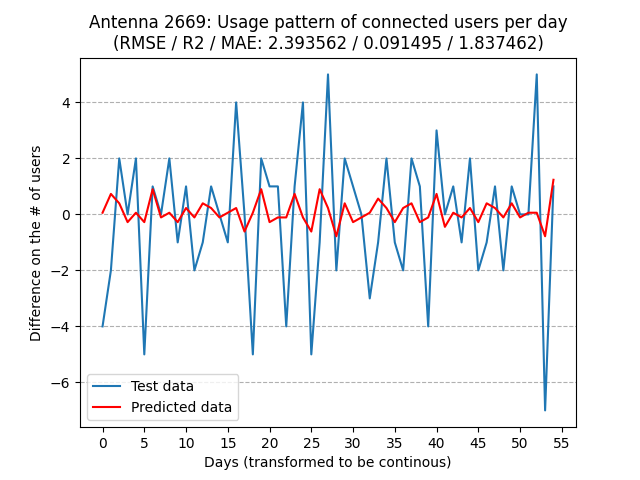 Antenna 2669: Usage pattern of connected users per day
(RMSE / R2 / MAE: 2.393562 / 0.091495 / 1.837462)
Difference on the # of users
4
2
0
−2
−4
−6
Test data
Predicted data
0 5 10 15 20 25 30 35 40 45 50 55
Days (transformed to be continous)